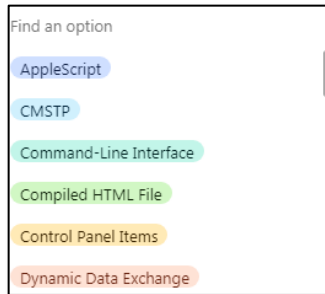 Find an option
AppleScript
CMSTP
Command-Line Interface
Compiled HTML File
Control Panel Items
Dynamic Data Exchange